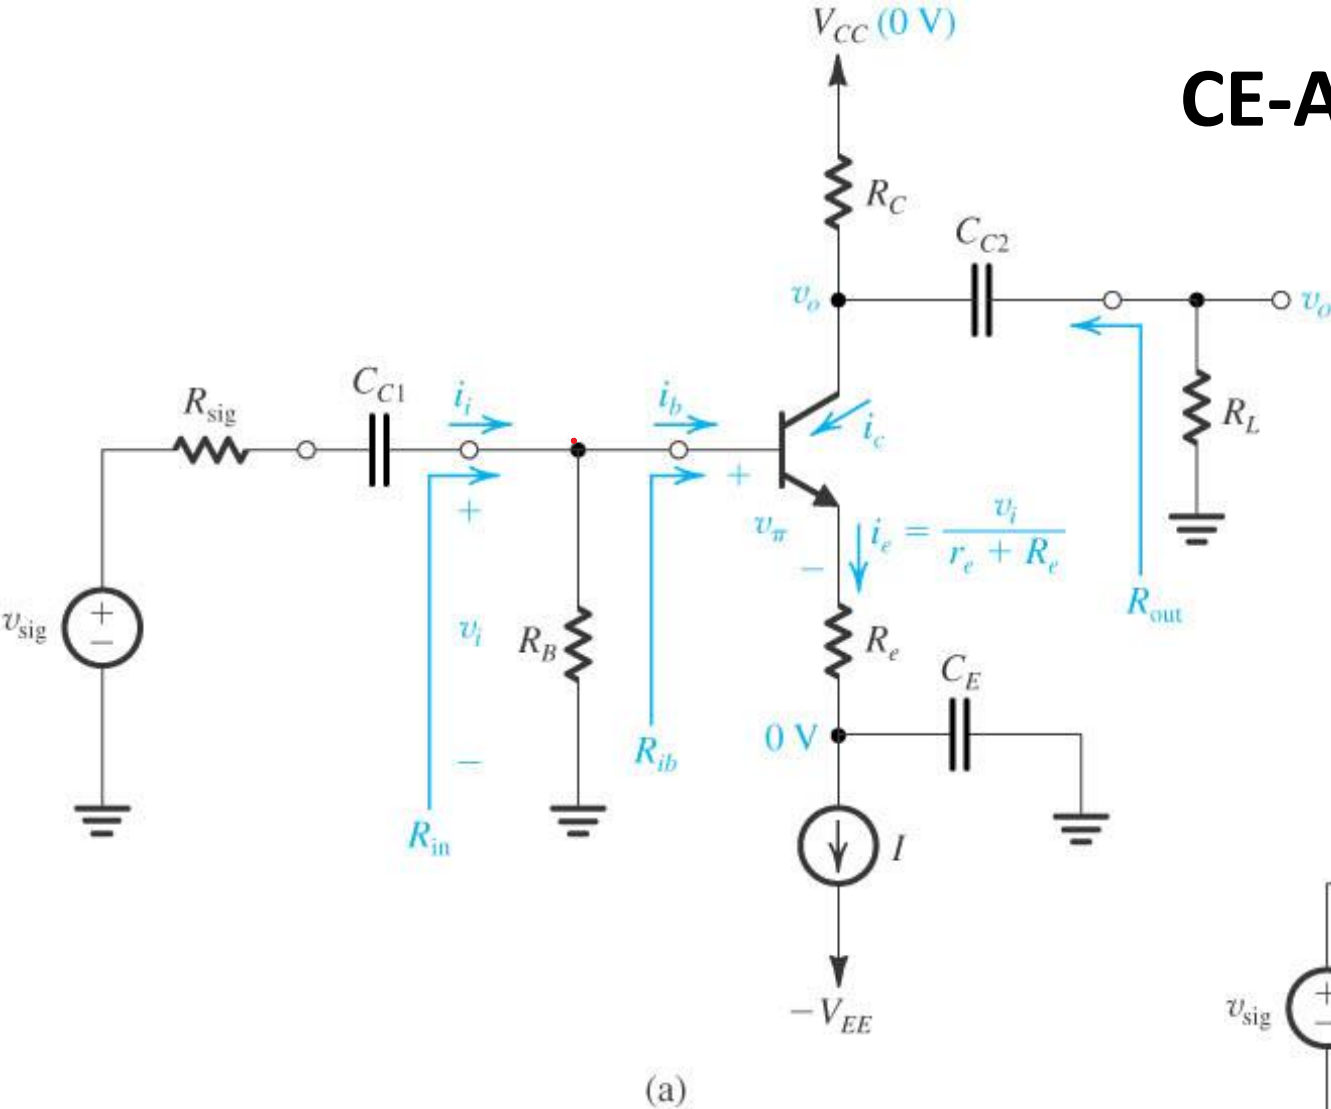 V_CC (0 V)
CE-A
R_C
C_C2
v_o
v_o
C_C1
R_sig
i_i
i_b
i_c
R_L
+
+
v_π
−
i_e = v_i / (r_e + R_e)
R_out
v_sig
+
−
v_i
R_B
R_e
C_E
0 V
R_ib
−
R_in
I
−V_EE
v_sig
+
−
(a)